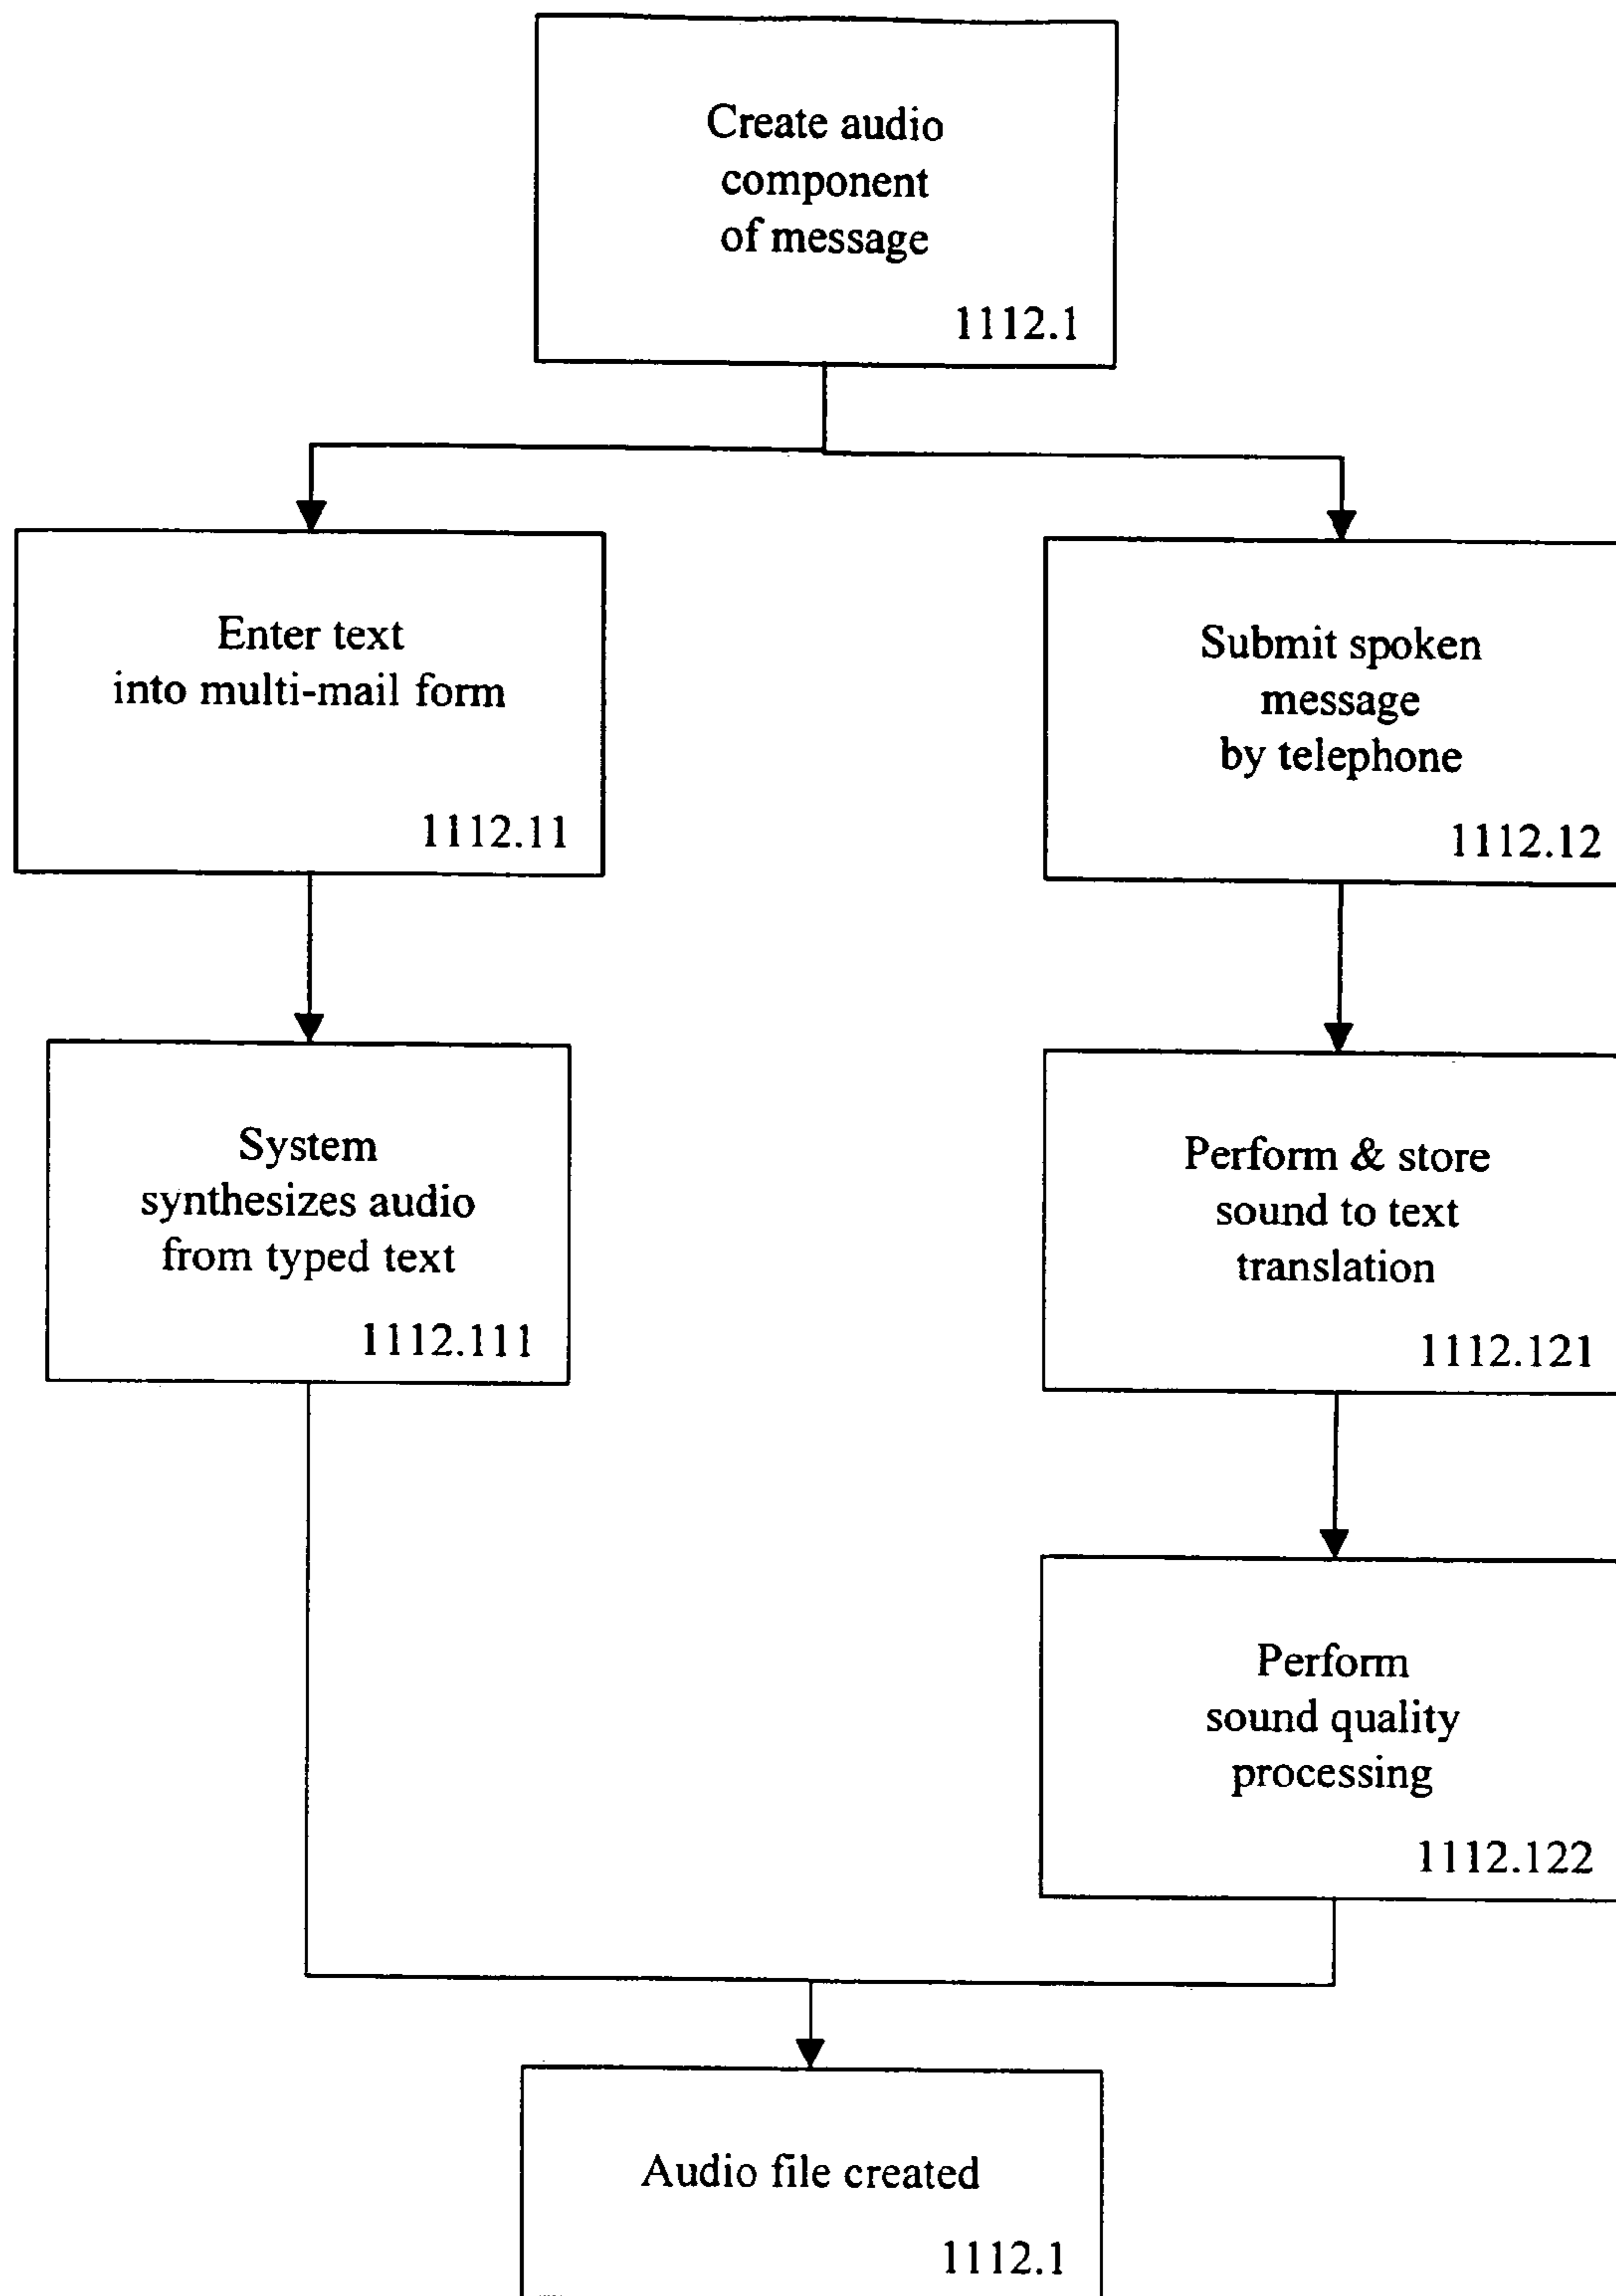 Create audio
component
of message
1112.1
Enter text
into multi-mail form
1112.11
Submit spoken
message
by telephone
1112.12
System
synthesizes audio
from typed text
1112.111
Perform & store
sound to text
translation
1112.121
Perform
sound quality
processing
1112.122
Audio file created
1112.1